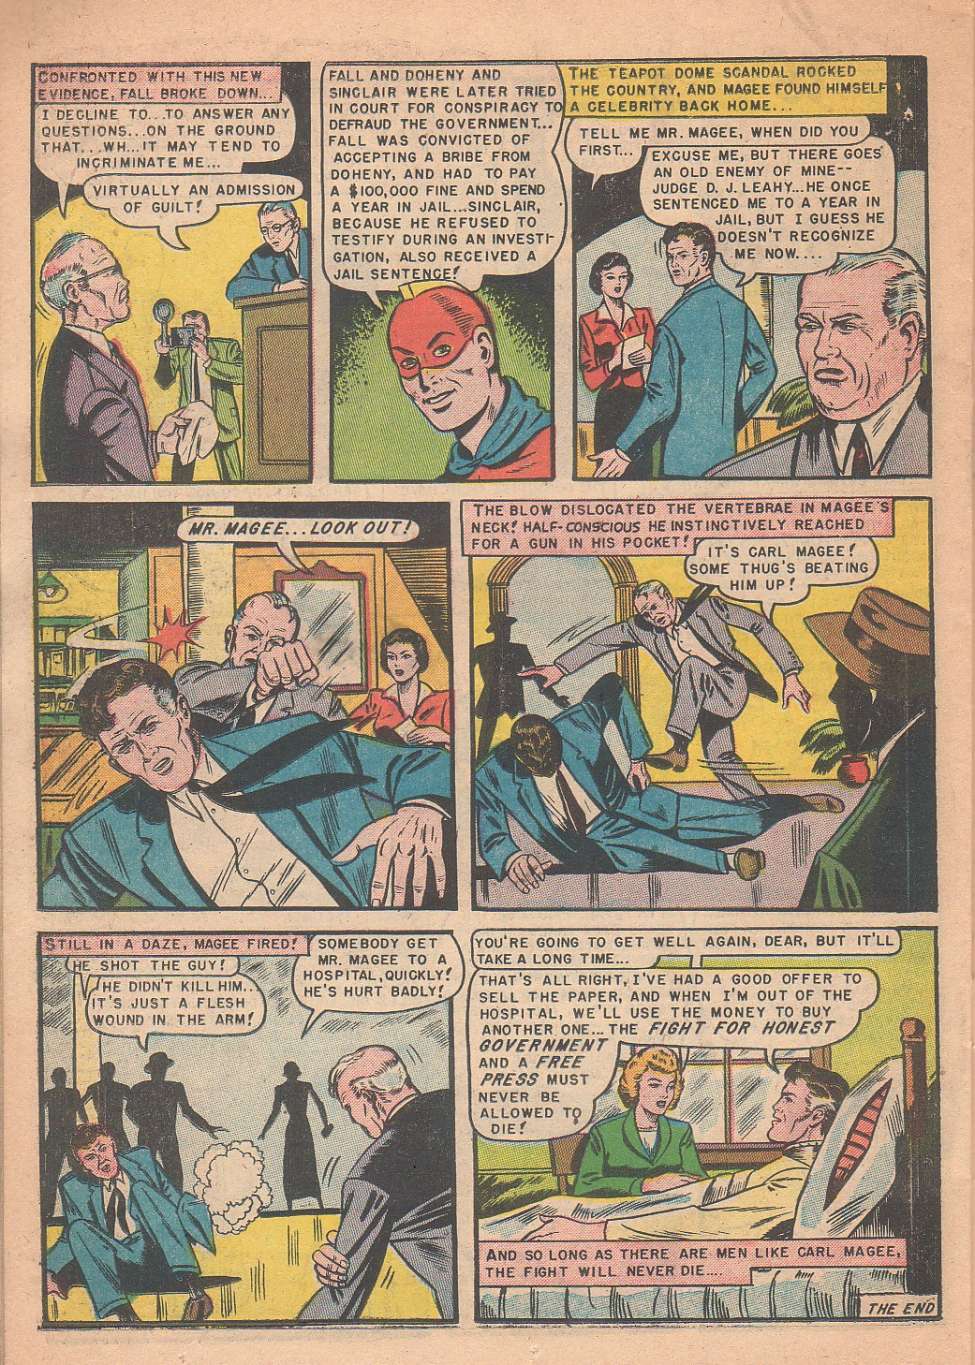 CONFRONTED WITH THIS NEW
EVIDENCE, FALL BROKE DOWN...
I DECLINE TO...TO ANSWER ANY
QUESTIONS...ON THE GROUND
THAT...WH...IT MAY TEND TO
INCRIMINATE ME...
VIRTUALLY AN ADMISSION
OF GUILT!
FALL AND DOHENY AND
SINCLAIR WERE LATER TRIED
IN COURT FOR CONSPIRACY TO
DEFRAUD THE GOVERNMENT...
FALL WAS CONVICTED OF
ACCEPTING A BRIBE FROM
DOHENY, AND HAD TO PAY
A $100,000 FINE AND SPEND
A YEAR IN JAIL...SINCLAIR,
BECAUSE HE REFUSED TO
TESTIFY DURING AN INVESTI-
GATION, ALSO RECEIVED A
JAIL SENTENCE!
THE TEAPOT DOME SCANDAL ROCKED
THE COUNTRY, AND MAGEE FOUND HIMSELF
A CELEBRITY BACK HOME...
TELL ME MR. MAGEE, WHEN DID YOU
FIRST...
EXCUSE ME, BUT THERE GOES
AN OLD ENEMY OF MINE--
JUDGE D. J. LEAHY...HE ONCE
SENTENCED ME TO A YEAR IN
JAIL, BUT I GUESS HE
DOESN'T RECOGNIZE
ME NOW....
MR. MAGEE...LOOK OUT!
THE BLOW DISLOCATED THE VERTEBRAE IN MAGEE'S
NECK! HALF-CONSCIOUS HE INSTINCTIVELY REACHED
FOR A GUN IN HIS POCKET!
IT'S CARL MAGEE!
SOME THUG'S BEATING
HIM UP!
STILL IN A DAZE, MAGEE FIRED!
HE SHOT THE GUY!
HE DIDN'T KILL HIM..
IT'S JUST A FLESH
WOUND IN THE ARM!
SOMEBODY GET
MR. MAGEE TO A
HOSPITAL, QUICKLY!
HE'S HURT BADLY!
YOU'RE GOING TO GET WELL AGAIN, DEAR, BUT IT'LL
TAKE A LONG TIME...
THAT'S ALL RIGHT, I'VE HAD A GOOD OFFER TO
SELL THE PAPER, AND WHEN I'M OUT OF THE
HOSPITAL, WE'LL USE THE MONEY TO BUY
ANOTHER ONE...THE FIGHT FOR HONEST
GOVERNMENT
AND A FREE
PRESS MUST
NEVER BE
ALLOWED TO
DIE!
AND SO LONG AS THERE ARE MEN LIKE CARL MAGEE,
THE FIGHT WILL NEVER DIE....
THE END